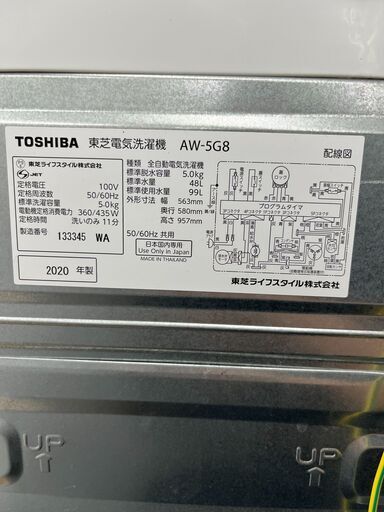 TOSHIBA 東芝電気洗濯機 AW-5G8
配線図
東芝ライフスタイル株式会社
JET
定格電圧 100V
定格周波数 50/60Hz
標準洗濯容量 5.0kg
電動機定格消費電力 360/435W
定格時間 洗いのみ 11分
製造番号 133345 WA
種類 全自動電気洗濯機
標準脱水容量 5.0kg
標準水量 48L
標準使用水量 99L
外形寸法 幅 563mm
奥行 580mm
高さ 957mm
50/60Hz 共用
2020 年製
日本国内専用
Use Only in Japan
MADE IN THAILAND
プログラムタイマ
東芝ライフスタイル株式会社
UP
UP